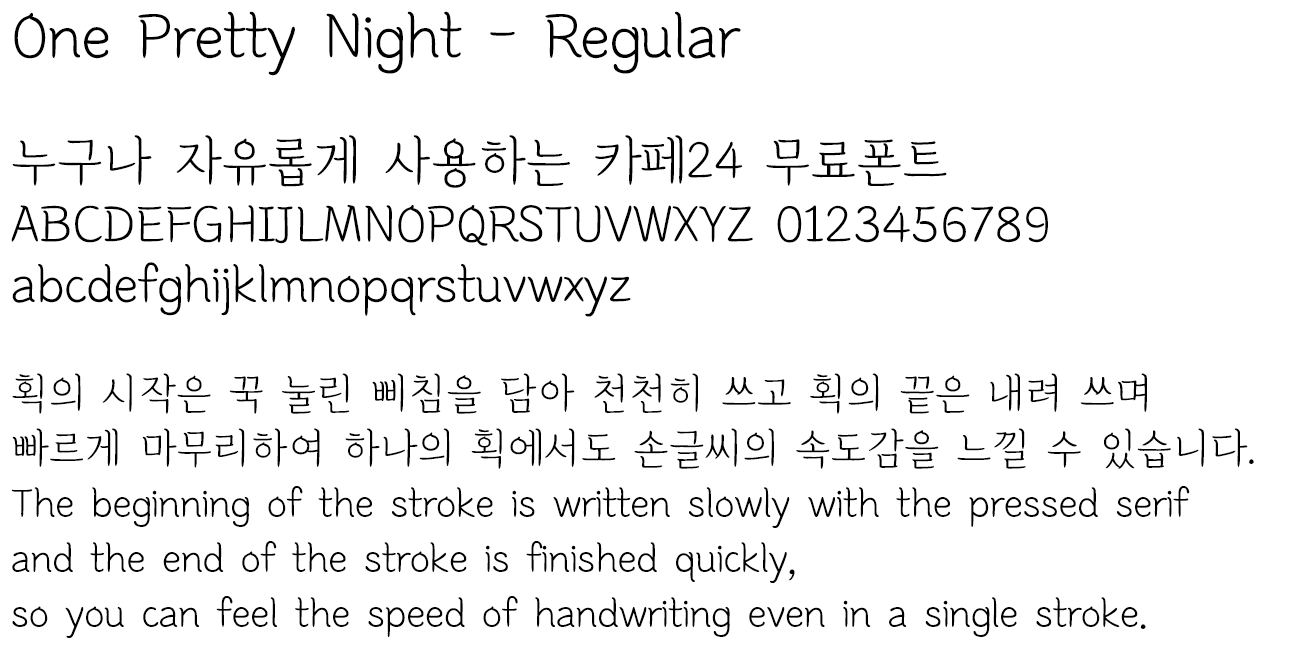 One Pretty Night - Regular
누구나 자유롭게 사용하는 카페24 무료폰트
ABCDEFGHIJLMNOPQRSTUVWXYZ 0123456789
abcdefghijklmnopqrstuvwxyz
획의 시작은 꾹 눌린 삐침을 담아 천천히 쓰고 획의 끝은 내려 쓰며
빠르게 마무리하여 하나의 획에서도 손글씨의 속도감을 느낄 수 있습니다.
The beginning of the stroke is written slowly with the pressed serif
and the end of the stroke is finished quickly,
so you can feel the speed of handwriting even in a single stroke.